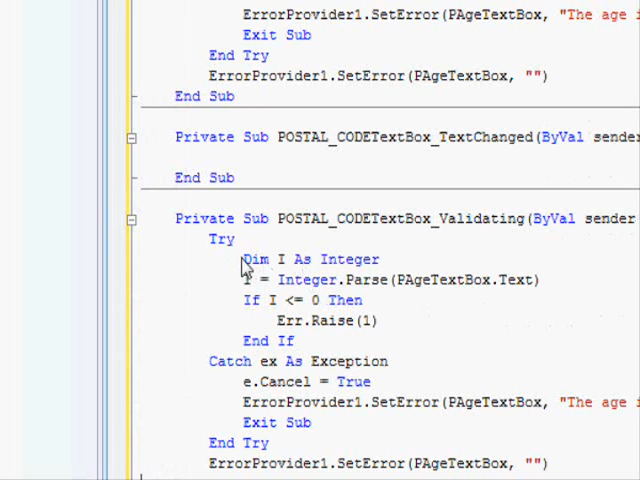 ErrorProvider1.SetError(PAgeTextBox, "The age
Exit Sub
End Try
ErrorProvider1.SetError(PAgeTextBox, "")
End Sub
Private Sub POSTAL_CODETextBox_TextChanged(ByVal sender
End Sub
Private Sub POSTAL_CODETextBox_Validating(ByVal sender
Try
Dim I As Integer
I = Integer.Parse(PAgeTextBox.Text)
If I <= 0 Then
Err.Raise(1)
End If
Catch ex As Exception
e.Cancel = True
ErrorProvider1.SetError(PAgeTextBox, "The age
Exit Sub
End Try
ErrorProvider1.SetError(PAgeTextBox, "")